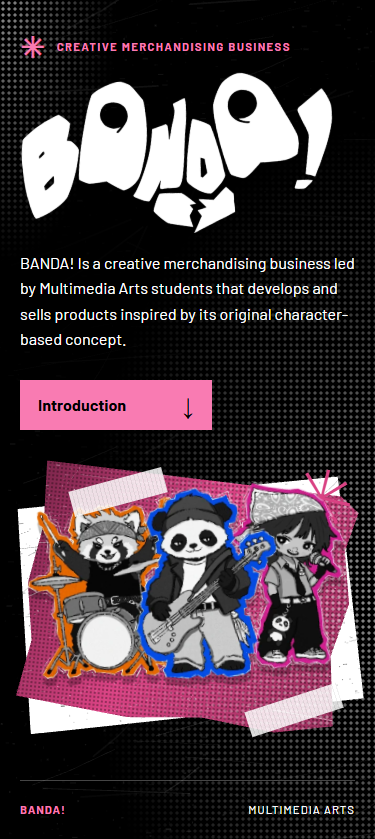 CREATIVE MERCHANDISING BUSINESS
BANDA!
BANDA! Is a creative merchandising business led
by Multimedia Arts students that develops and
sells products inspired by its original character-
based concept.
Introduction ↓
BANDA!
MULTIMEDIA ARTS